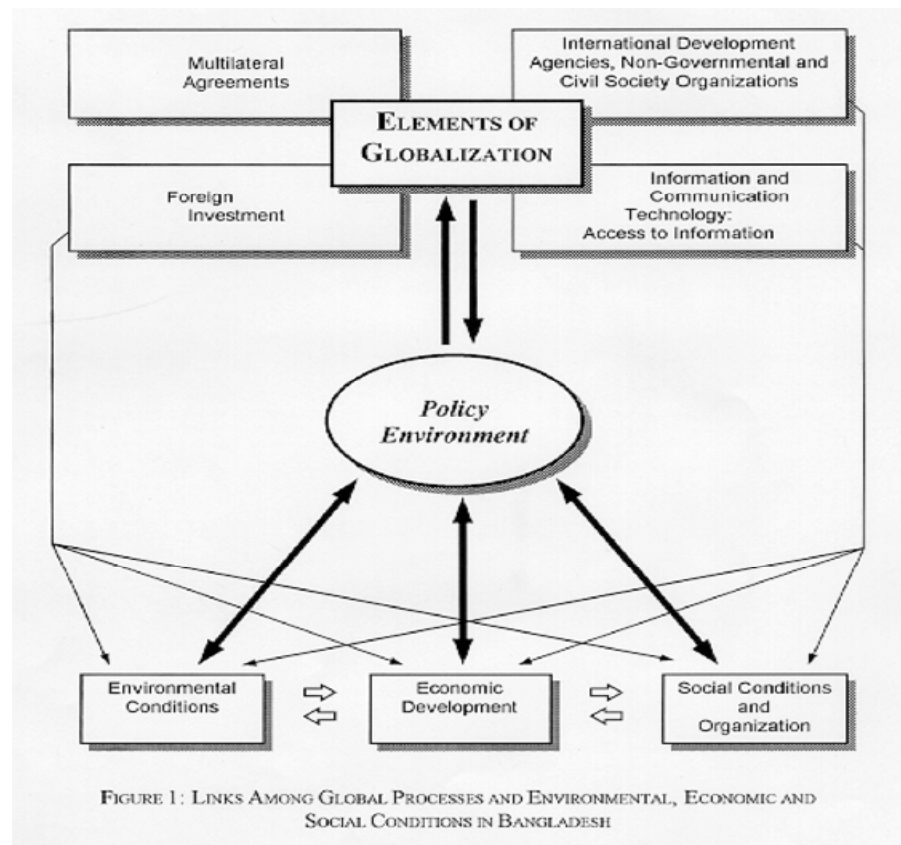 Multilateral
Agreements
International Development
Agencies, Non-Governmental and
Civil Society Organizations
ELEMENTS OF
GLOBALIZATION
Foreign
Investment
Information and
Communication
Technology:
Access to Information
Policy
Environment
Environmental
Conditions
Economic
Development
Social Conditions
and
Organization
FIGURE 1: LINKS AMONG GLOBAL PROCESSES AND ENVIRONMENTAL, ECONOMIC AND
SOCIAL CONDITIONS IN BANGLADESH